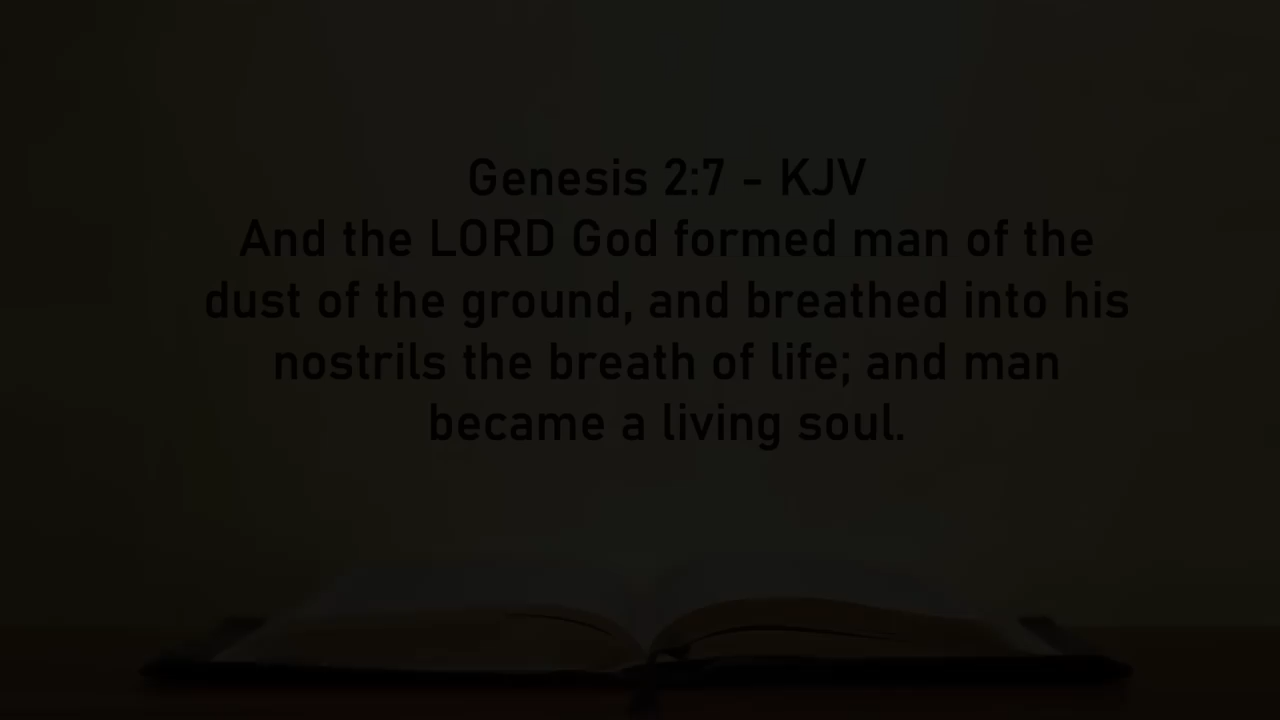 Genesis 2:7 - KJV
And the LORD God formed man of the
dust of the ground, and breathed into his
nostrils the breath of life; and man
became a living soul.